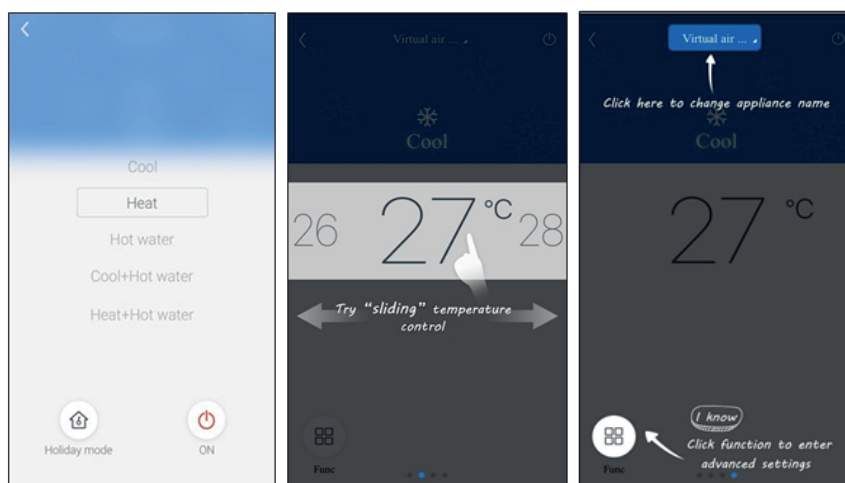 Cool
Heat
Hot water
Cool+Hot water
Heat+Hot water
Holiday mode
ON
Virtual air ...
Cool
26 27 °C 28
Try “sliding” temperature
control
Func
Virtual air ...
Click here to change appliance name
Cool
27 °C
I know
Click function to enter
advanced settings
Func